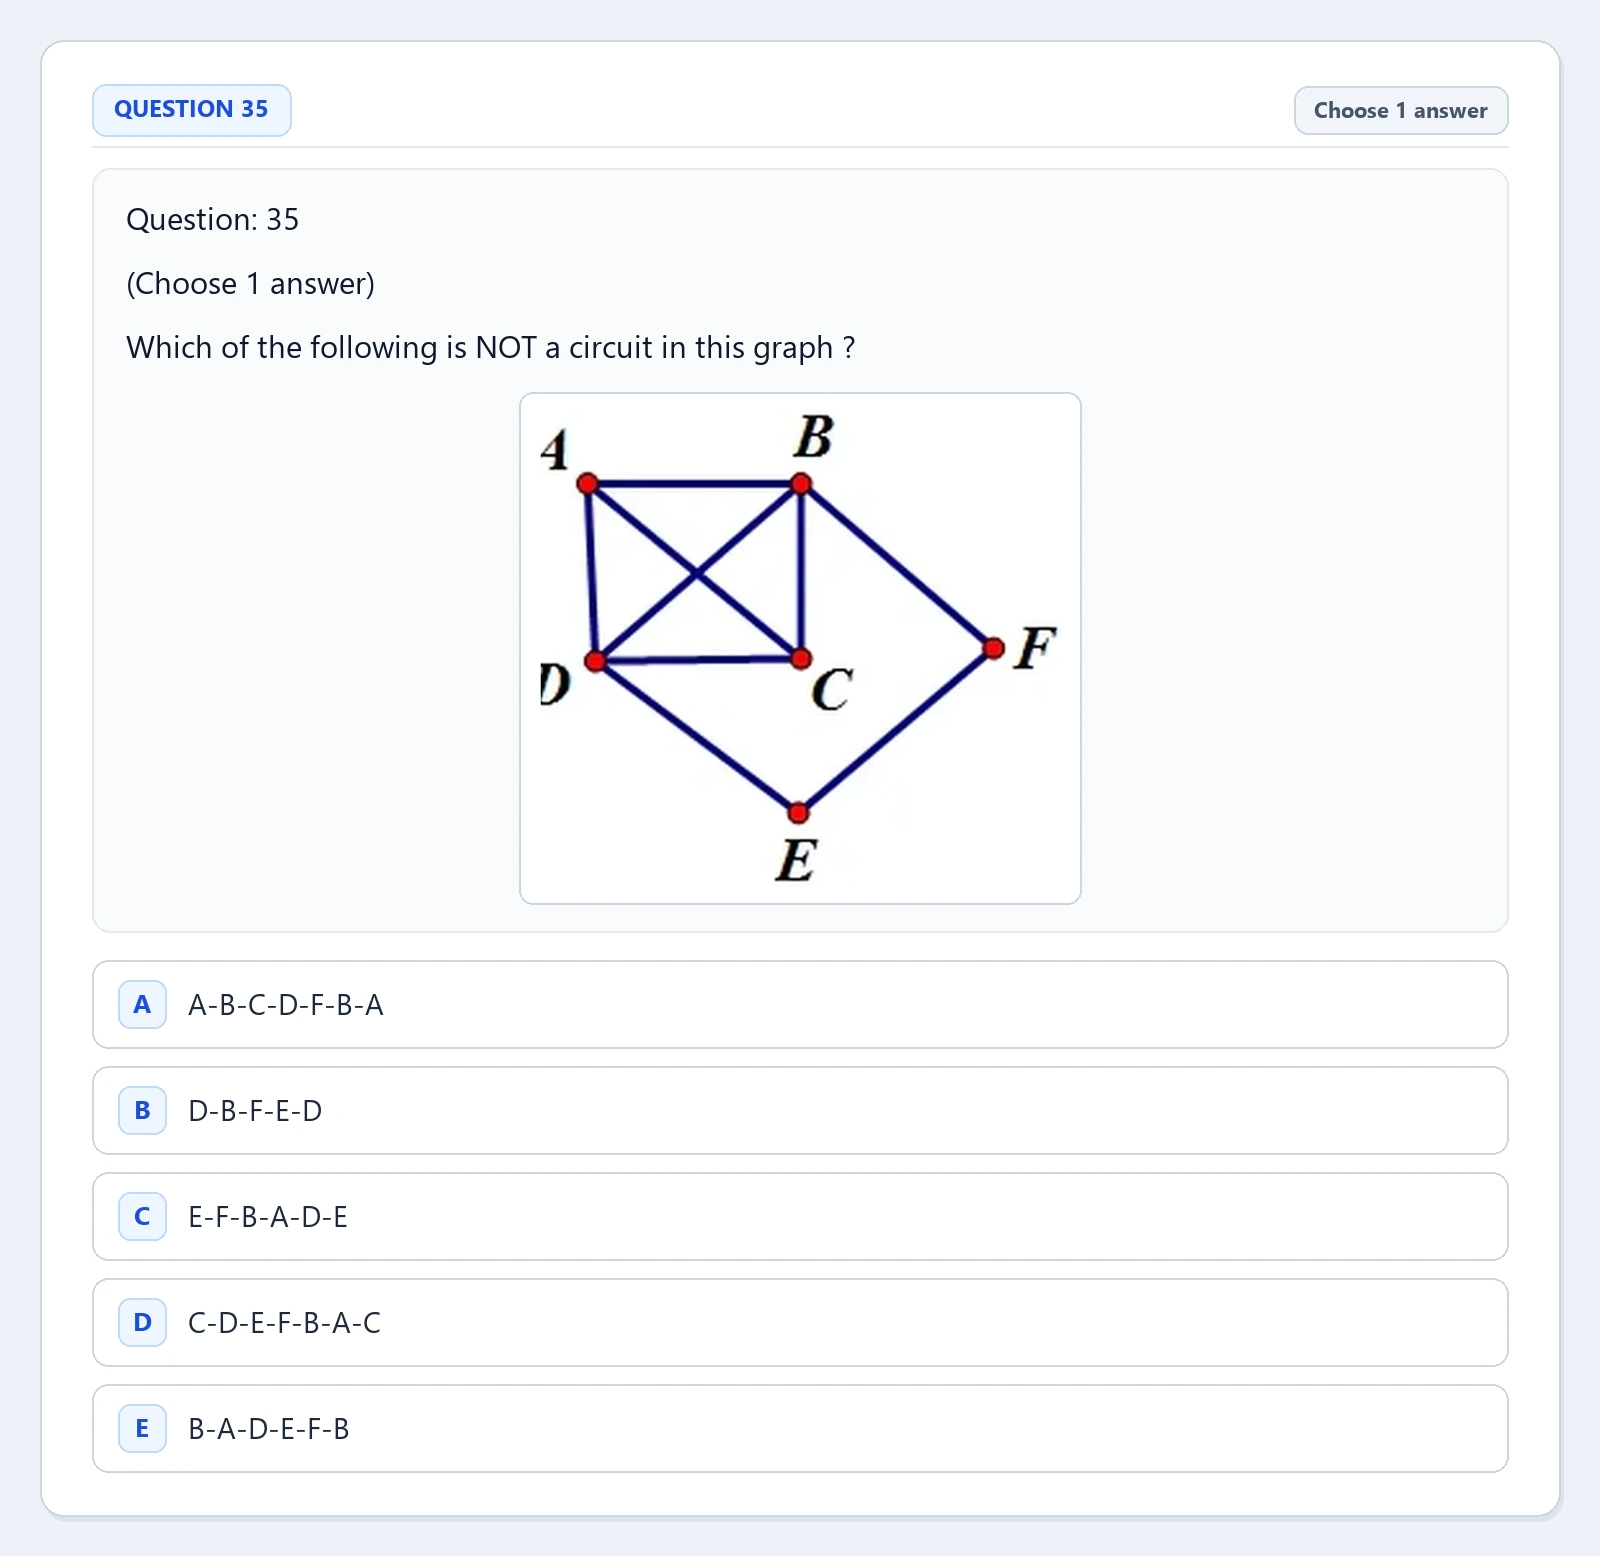 QUESTION 35
Choose 1 answer
Question: 35
(Choose 1 answer)
Which of the following is NOT a circuit in this graph ?
A
B
D
C
F
E
A A-B-C-D-F-B-A
B D-B-F-E-D
C E-F-B-A-D-E
D C-D-E-F-B-A-C
E B-A-D-E-F-B